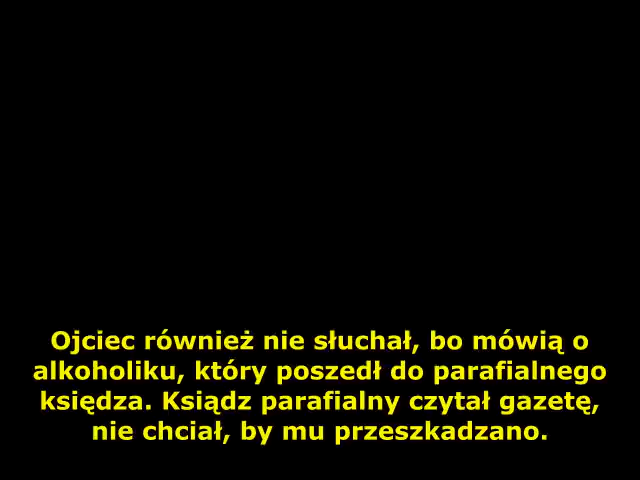 Ojciec również nie słuchał, bo mówią o
alkoholiku, który poszedł do parafialnego
księdza. Ksiądz parafialny czytał gazetę,
nie chciał, by mu przeszkadzano.